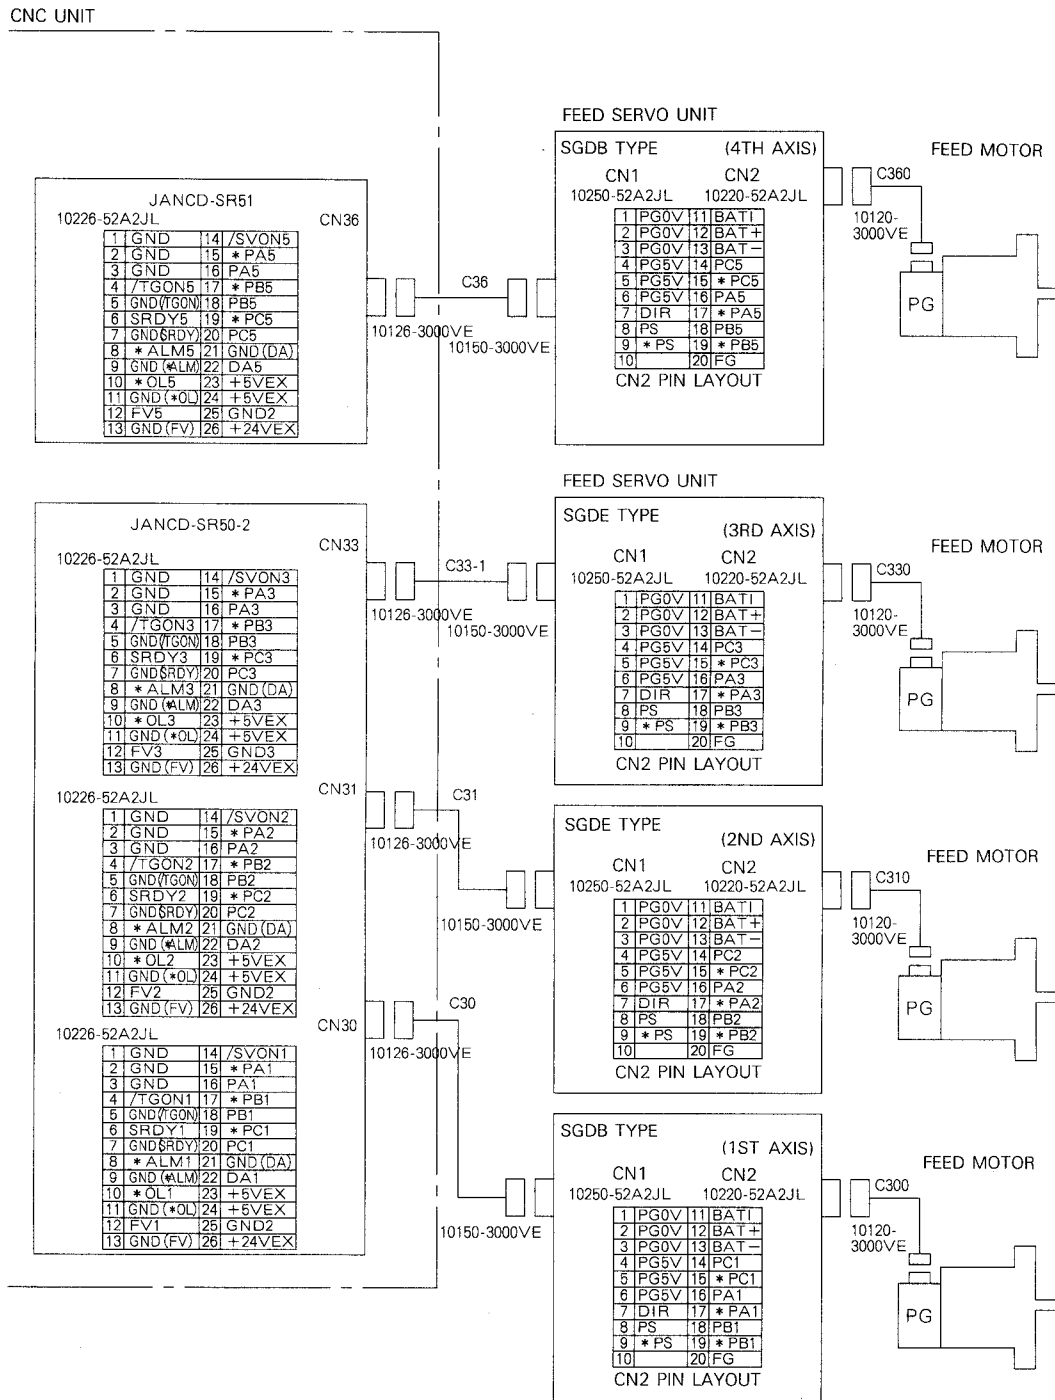 CNC UNIT
JANCD-SR51
10226-52A2JL
CN36
1 GND 14 /SVON5
2 GND 15 *PA5
3 GND 16 PA5
4 /TGON5 17 *PB5
5 GND(TGON) 18 PB5
6 SRDY5 19 *PC5
7 GND(SRDY) 20 PC5
8 *ALM5 21 GND(DA)
9 GND(*ALM) 22 DA5
10 *OL5 23 +5VEX
11 GND(*OL) 24 +5VEX
12 FV5 25 GND2
13 GND(FV) 26 +24VEX
C36
10126-3000VE
10150-3000VE
FEED SERVO UNIT
SGDB TYPE (4TH AXIS)
CN1 CN2
10250-52A2JL 10220-52A2JL
1 PG0V 11 BATI
2 PG0V 12 BAT+
3 PG0V 13 BAT-
4 PG5V 14 PC5
5 PG5V 15 *PC5
6 PG5V 16 PA5
7 DIR 17 *PA5
8 PS 18 PB5
9 *PS 19 *PB5
10 20 FG
CN2 PIN LAYOUT
C360
10120-
3000VE
FEED MOTOR
PG
JANCD-SR50-2
CN33
10226-52A2JL
1 GND 14 /SVON3
2 GND 15 *PA3
3 GND 16 PA3
4 /TGON3 17 *PB3
5 GND(TGON) 18 PB3
6 SRDY3 19 *PC3
7 GND(SRDY) 20 PC3
8 *ALM3 21 GND(DA)
9 GND(*ALM) 22 DA3
10 *OL3 23 +5VEX
11 GND(*OL) 24 +5VEX
12 FV3 25 GND3
13 GND(FV) 26 +24VEX
C33-1
10126-3000VE
10150-3000VE
FEED SERVO UNIT
SGDE TYPE
(3RD AXIS)
CN1 CN2
10250-52A2JL 10220-52A2JL
1 PG0V 11 BATI
2 PG0V 12 BAT+
3 PG0V 13 BAT-
4 PG5V 14 PC3
5 PG5V 15 *PC3
6 PG5V 16 PA3
7 DIR 17 *PA3
8 PS 18 PB3
9 *PS 19 *PB3
10 20 FG
CN2 PIN LAYOUT
C330
10120-
3000VE
FEED MOTOR
PG
CN31
10226-52A2JL
1 GND 14 /SVON2
2 GND 15 *PA2
3 GND 16 PA2
4 /TGON2 17 *PB2
5 GND(TGON) 18 PB2
6 SRDY2 19 *PC2
7 GND(SRDY) 20 PC2
8 *ALM2 21 GND(DA)
9 GND(*ALM) 22 DA2
10 *OL2 23 +5VEX
11 GND(*OL) 24 +5VEX
12 FV2 25 GND2
13 GND(FV) 26 +24VEX
C31
10126-3000VE
10150-3000VE
SGDE TYPE
(2ND AXIS)
CN1 CN2
10250-52A2JL 10220-52A2JL
1 PG0V 11 BATI
2 PG0V 12 BAT+
3 PG0V 13 BAT-
4 PG5V 14 PC2
5 PG5V 15 *PC2
6 PG5V 16 PA2
7 DIR 17 *PA2
8 PS 18 PB2
9 *PS 19 *PB2
10 20 FG
CN2 PIN LAYOUT
C310
10120-
3000VE
FEED MOTOR
PG
CN30
10226-52A2JL
1 GND 14 /SVON1
2 GND 15 *PA1
3 GND 16 PA1
4 /TGON1 17 *PB1
5 GND(TGON) 18 PB1
6 SRDY1 19 *PC1
7 GND(SRDY) 20 PC1
8 *ALM1 21 GND(DA)
9 GND(*ALM) 22 DA1
10 *OL1 23 +5VEX
11 GND(*OL) 24 +5VEX
12 FV1 25 GND2
13 GND(FV) 26 +24VEX
C30
10126-3000VE
10150-3000VE
SGDB TYPE
(1ST AXIS)
CN1 CN2
10250-52A2JL 10220-52A2JL
1 PG0V 11 BATI
2 PG0V 12 BAT+
3 PG0V 13 BAT-
4 PG5V 14 PC1
5 PG5V 15 *PC1
6 PG5V 16 PA1
7 DIR 17 *PA1
8 PS 18 PB1
9 *PS 19 *PB1
10 20 FG
CN2 PIN LAYOUT
C300
10120-
3000VE
FEED MOTOR
PG